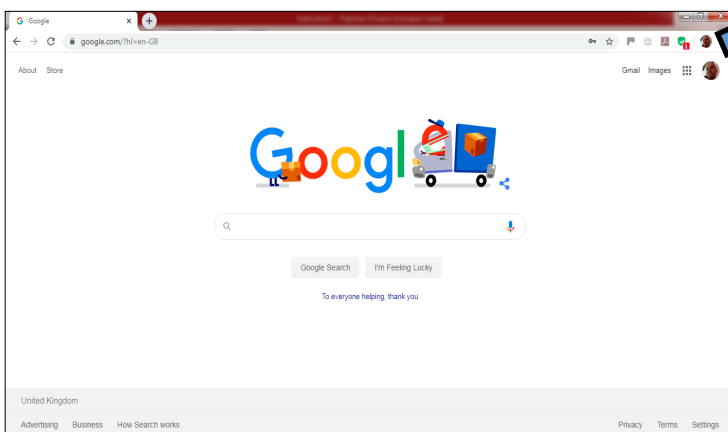 Google
google.com/?hl=en-GB
About Store
Gmail Images
Google
Google Search I'm Feeling Lucky
To everyone helping, thank you
United Kingdom
Advertising Business How Search works
Privacy Terms Settings